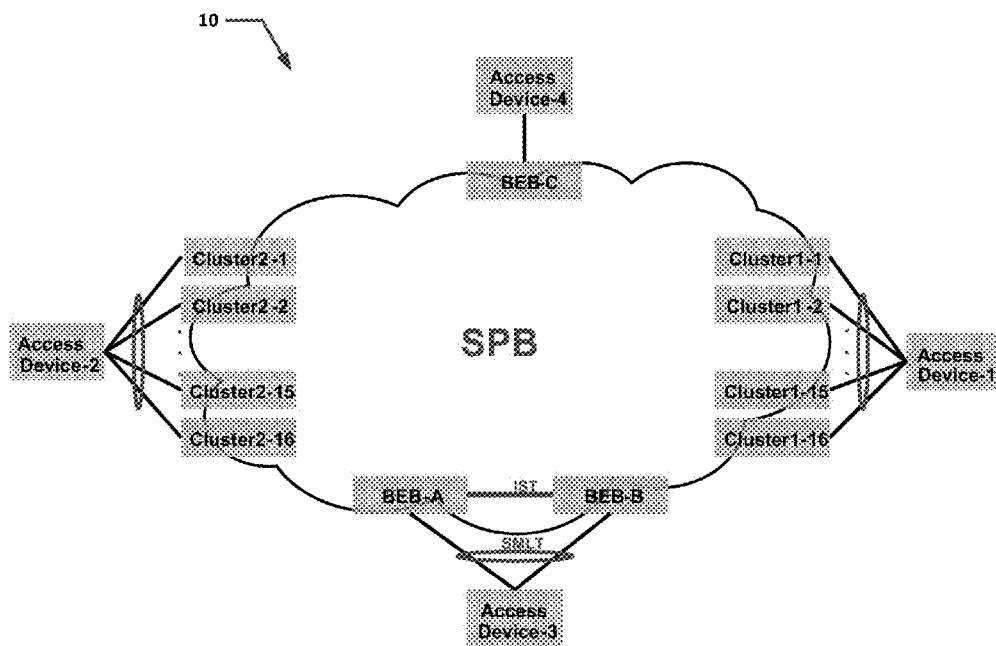 10
Access
Device-4
BEB-C
Cluster2-1
Cluster1-1
Cluster2-2
Cluster1-2
SPB
Access
Device-2
Access
Device-1
Cluster2-15
Cluster1-15
Cluster2-16
Cluster1-16
BEB-A
IST
BEB-B
SMLT
Access
Device-3